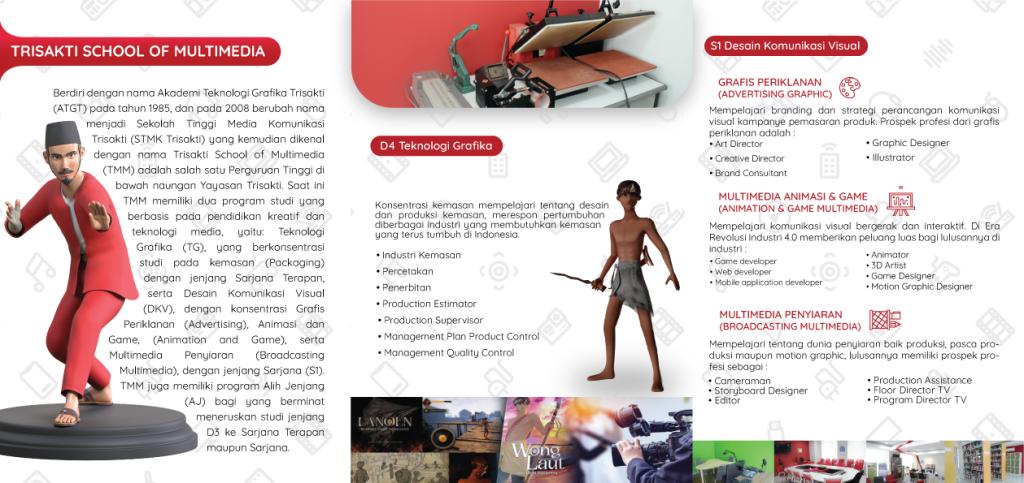 TRISAKTI SCHOOL OF MULTIMEDIA
Berdiri dengan nama Akademi Teknologi Grafika Trisakti
(ATGT) pada tahun 1985, dan pada 2008 berubah nama
menjadi Sekolah Tinggi Media Komunikasi
Trisakti (STMK Trisakti) yang kemudian dikenal
dengan nama Trisakti School of Multimedia
(TMM) adalah salah satu Perguruan Tinggi di
bawah naungan Yayasan Trisakti. Saat ini
TMM memiliki dua program studi yang
berbasis pada pendidikan kreatif dan
teknologi media, yaitu: Teknologi
Grafika (TG), yang berkonsentrasi
studi pada kemasan (Packaging)
dengan jenjang Sarjana Terapan,
serta Desain Komunikasi Visual
(DKV), dengan konsentrasi Grafis
Periklanan (Advertising), Animasi dan
Game, (Animation and Game), serta
Multimedia Penyiaran (Broadcasting
Multimedia), dengan jenjang Sarjana (S1).
TMM juga memiliki program Alih Jenjang
(AJ) bagi yang berminat
meneruskan studi jenjang
D3 ke Sarjana Terapan
maupun Sarjana.
D4 Teknologi Grafika
Konsentrasi kemasan mempelajari tentang desain
dan produksi kemasan, merespon pertumbuhan
diberbagai Industri yang membutuhkan kemasan
yang terus tumbuh di Indonesia.
• Industri Kemasan
• Percetakan
• Penerbitan
• Production Estimator
• Production Supervisor
• Management Plan Product Control
• Management Quality Control
LANGEN
Wong
Laut
S1 Desain Komunikasi Visual
GRAFIS PERIKLANAN
(ADVERTISING GRAPHIC)
Mempelajari branding dan strategi perancangan komunikasi
visual kampanye pemasaran produk. Prospek profesi dari grafis
periklanan adalah :
• Art Director
• Creative Director
• Brand Consultant
• Graphic Designer
• Illustrator
MULTIMEDIA ANIMASI & GAME
(ANIMATION & GAME MULTIMEDIA)
Mempelajari komunikasi visual bergerak dan interaktif. Di Era
Revolusi Industri 4.0 memberikan peluang luas bagi lulusannya di
industri :
• Game developer
• Web developer
• Mobile application developer
• Animator
• 3D Artist
• Game Designer
• Motion Graphic Designer
MULTIMEDIA PENYIARAN
(BROADCASTING MULTIMEDIA)
Mempelajari tentang dunia penyiaran baik produksi, pasca pro-
duksi maupun motion graphic, lulusannya memiliki prospek pro-
fesi sebagai :
• Cameraman
• Storyboard Designer
• Editor
• Production Assistance
• Floor Director TV
• Program Director TV